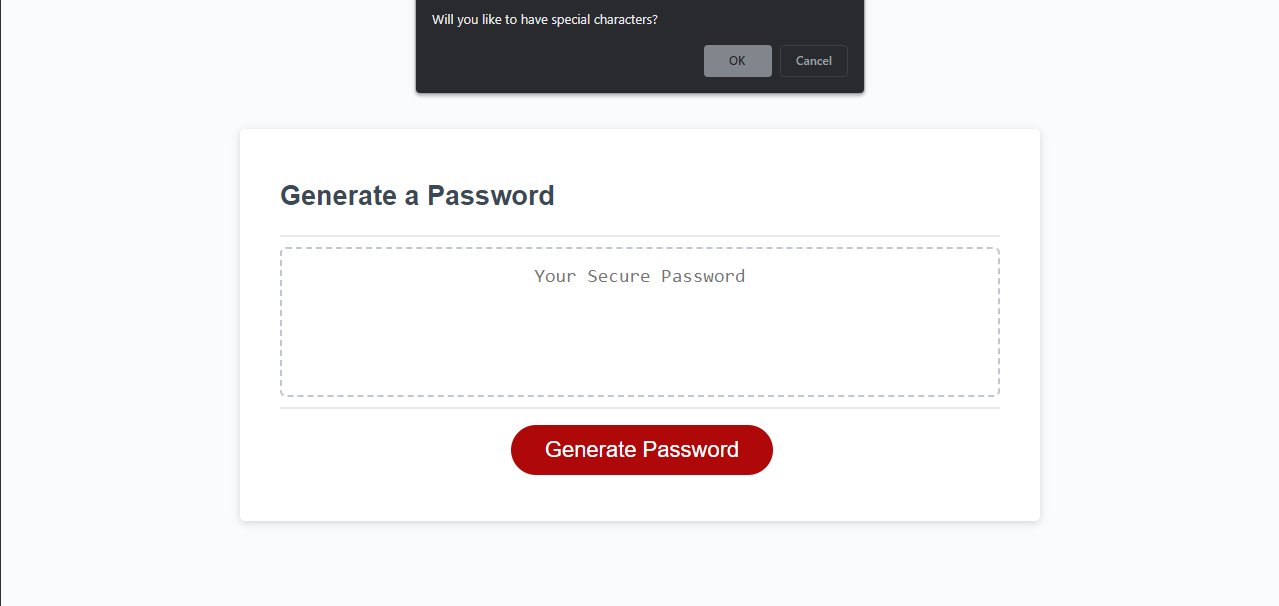 Will you like to have special characters?
OK Cancel
Generate a Password
Your Secure Password
Generate Password